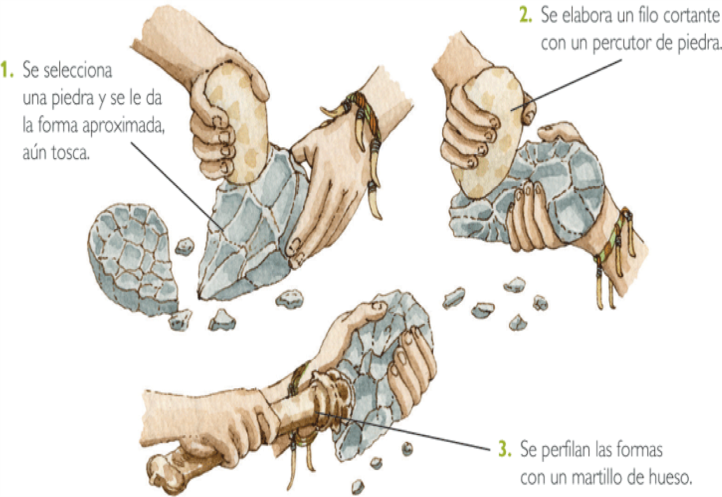 1. Se selecciona
una piedra y se le da
la forma aproximada,
aún tosca.
2. Se elabora un filo cortante
con un percutor de piedra.
3. Se perfilan las formas
con un martillo de hueso.